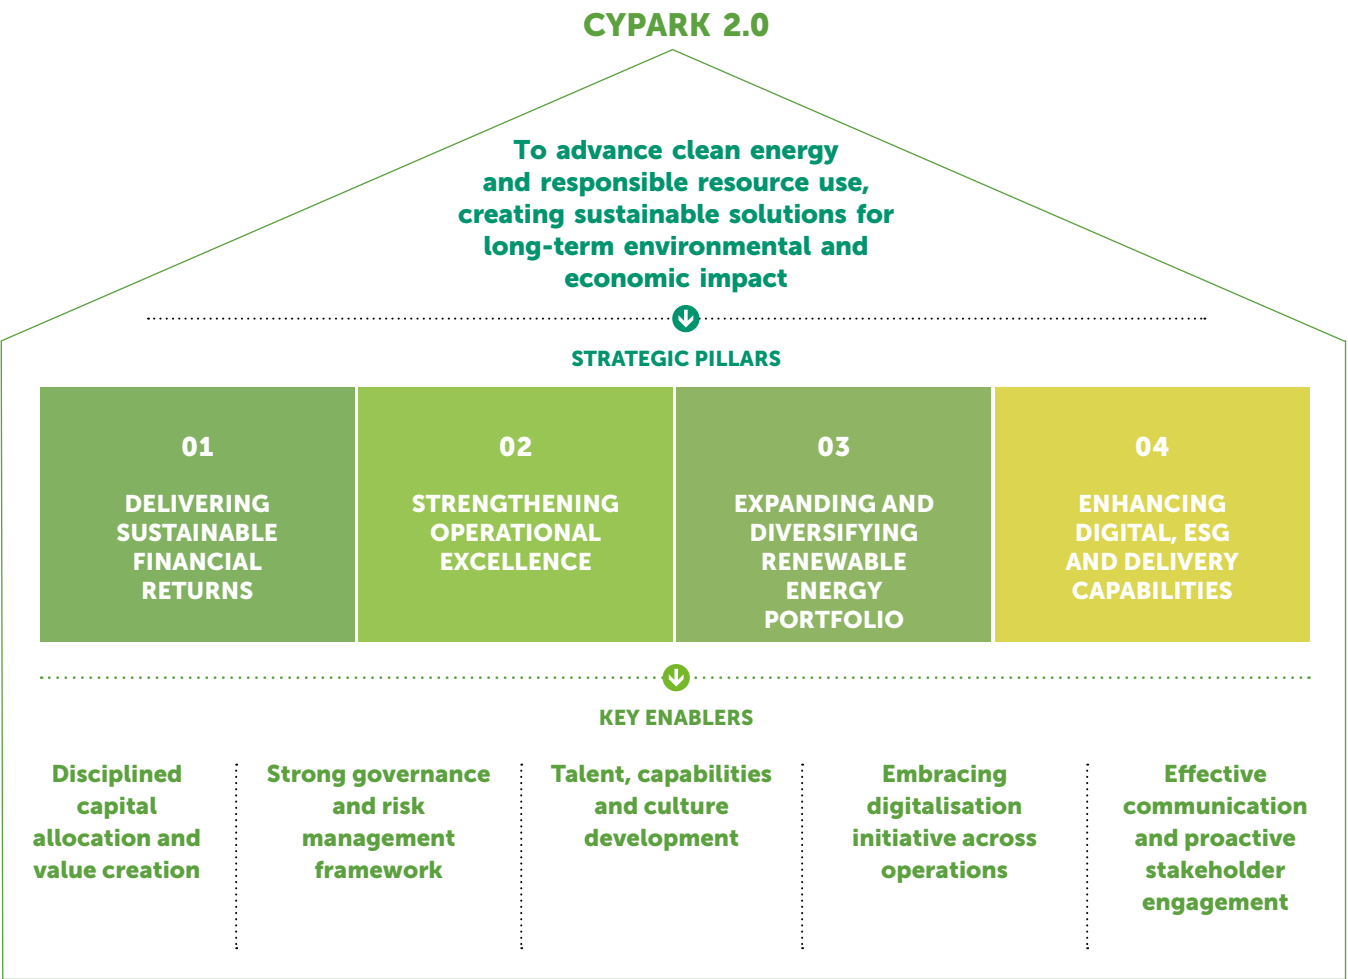 CYPARK 2.0
To advance clean energy
and responsible resource use,
creating sustainable solutions for
long-term environmental and
economic impact
STRATEGIC PILLARS
01
DELIVERING
SUSTAINABLE
FINANCIAL
RETURNS
02
STRENGTHENING
OPERATIONAL
EXCELLENCE
03
EXPANDING AND
DIVERSIFYING
RENEWABLE
ENERGY
PORTFOLIO
04
ENHANCING
DIGITAL, ESG
AND DELIVERY
CAPABILITIES
KEY ENABLERS
Disciplined
capital
allocation and
value creation
Strong governance
and risk
management
framework
Talent, capabilities
and culture
development
Embracing
digitalisation
initiative across
operations
Effective
communication
and proactive
stakeholder
engagement